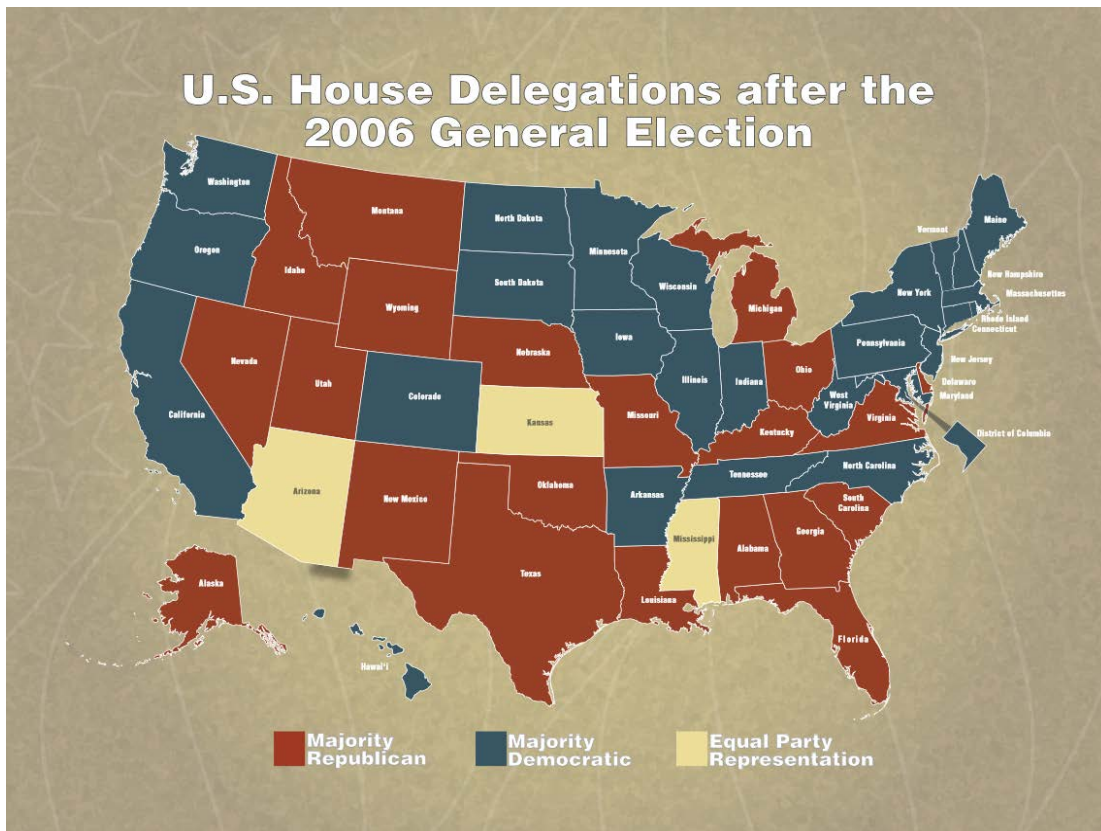 U.S. House Delegations after the
2006 General Election
Washington
Montana
North Dakota
Minnesota
Maine
Vermont
Oregon
Idaho
South Dakota
Wisconsin
New Hampshire
Massachusettes
New York
Rhode Island
Connecticut
Wyoming
Michigan
Iowa
Pennsylvania
New Jersey
Nebraska
Nevada
Utah
Colorado
Illinois
Indiana
Ohio
Delaware
Maryland
West
Virginia
California
Kansas
Missouri
Kentucky
Virginia
District of Columbia
Tennessee
North Carolina
Arizona
New Mexico
Oklahoma
Arkansas
South
Carolina
Mississippi
Alabama
Georgia
Alaska
Texas
Louisiana
Florida
Hawai'i
Majority
Republican
Majority
Democratic
Equal Party
Representation